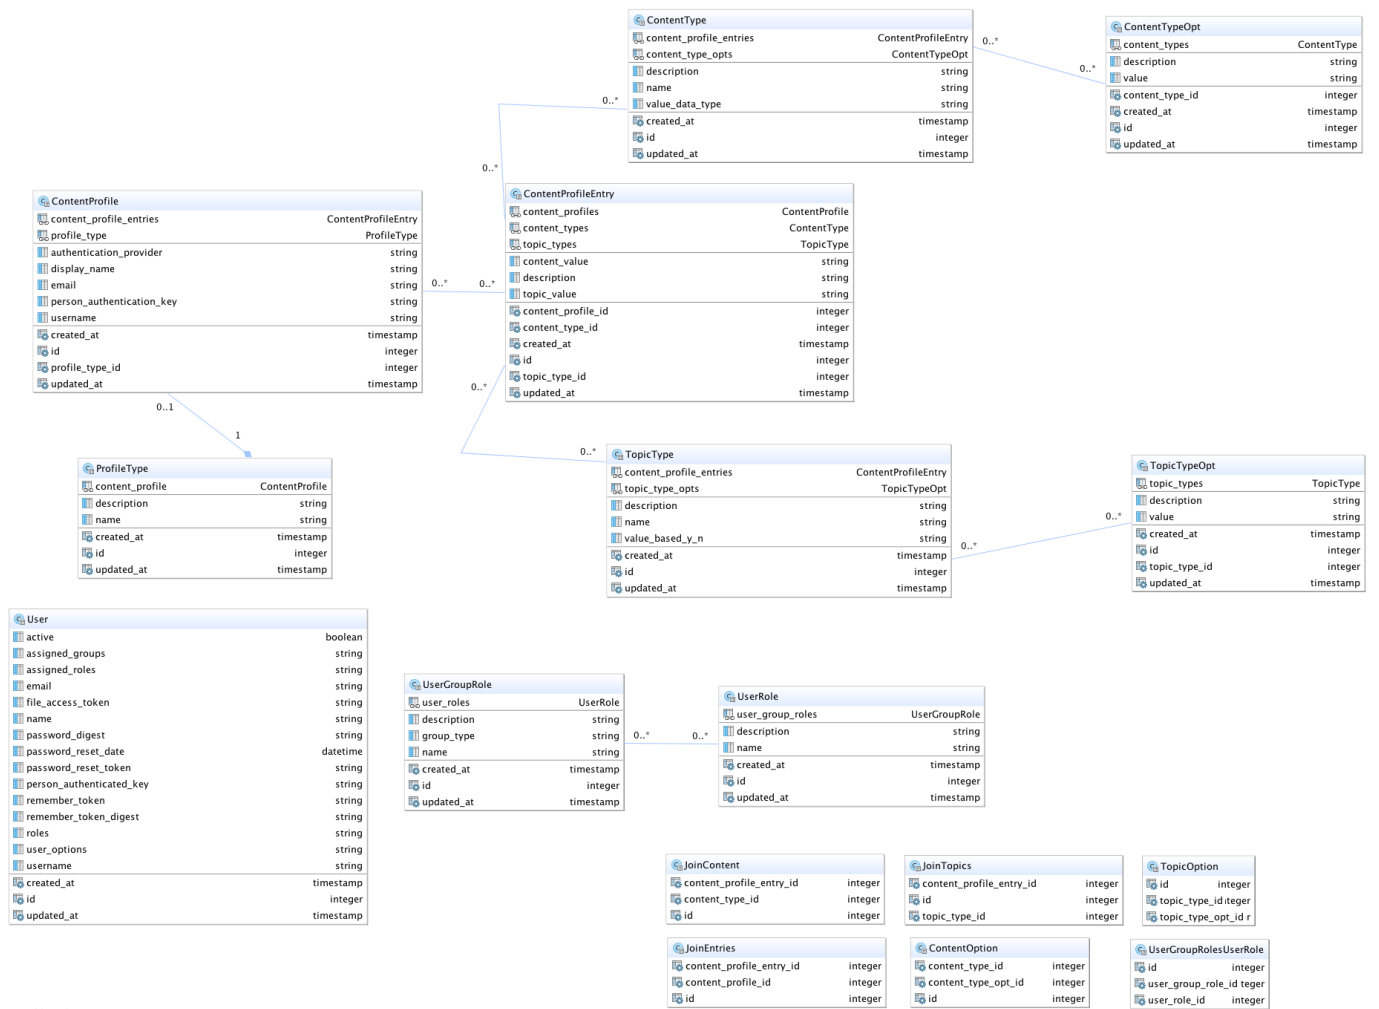 ContentType
content_profile_entries ContentProfileEntry
content_type_opts ContentTypeOpt
description string
name string
value_data_type string
created_at timestamp
id integer
updated_at timestamp
0..*
0..*
ContentTypeOpt
content_types ContentType
description string
value string
content_type_id integer
created_at timestamp
id integer
updated_at timestamp
0..*
0..*
ContentProfile
content_profile_entries ContentProfileEntry
profile_type ProfileType
authentication_provider string
display_name string
email string
person_authentication_key string
username string
created_at timestamp
id integer
profile_type_id integer
updated_at timestamp
0..*
0..*
ContentProfileEntry
content_profiles ContentProfile
content_types ContentType
topic_types TopicType
content_value string
description string
topic_value string
content_profile_id integer
content_type_id integer
created_at timestamp
id integer
topic_type_id integer
updated_at timestamp
0..1
1
0..*
0..*
ProfileType
content_profile ContentProfile
description string
name string
created_at timestamp
id integer
updated_at timestamp
TopicType
content_profile_entries ContentProfileEntry
topic_type_opts TopicTypeOpt
description string
name string
value_based_y_n string
created_at timestamp
id integer
updated_at timestamp
0..*
0..*
TopicTypeOpt
topic_types TopicType
description string
value string
created_at timestamp
id integer
topic_type_id integer
updated_at timestamp
User
active boolean
assigned_groups string
assigned_roles string
email string
file_access_token string
name string
password_digest string
password_reset_date datetime
password_reset_token string
person_authenticated_key string
remember_token string
remember_token_digest string
roles string
user_options string
username string
created_at timestamp
id integer
updated_at timestamp
UserGroupRole
user_roles UserRole
description string
group_type string
name string
created_at timestamp
id integer
updated_at timestamp
0..*
0..*
UserRole
user_group_roles UserGroupRole
description string
name string
created_at timestamp
id integer
updated_at timestamp
JoinContent
content_profile_entry_id integer
content_type_id integer
id integer
JoinTopics
content_profile_entry_id integer
id integer
topic_type_id integer
TopicOption
id integer
topic_type_id teger
topic_type_opt_id r
JoinEntries
content_profile_entry_id integer
content_profile_id integer
id integer
ContentOption
content_type_id integer
content_type_opt_id integer
id integer
UserGroupRolesUserRole
id integer
user_group_role_id teger
user_role_id integer